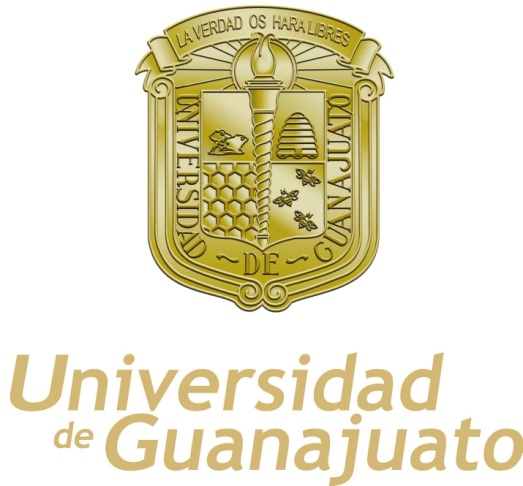 LA VERDAD OS HARA LIBRES
UNIVERSIDAD
~ DE ~
GUANAJUATO
Universidad
de Guanajuato